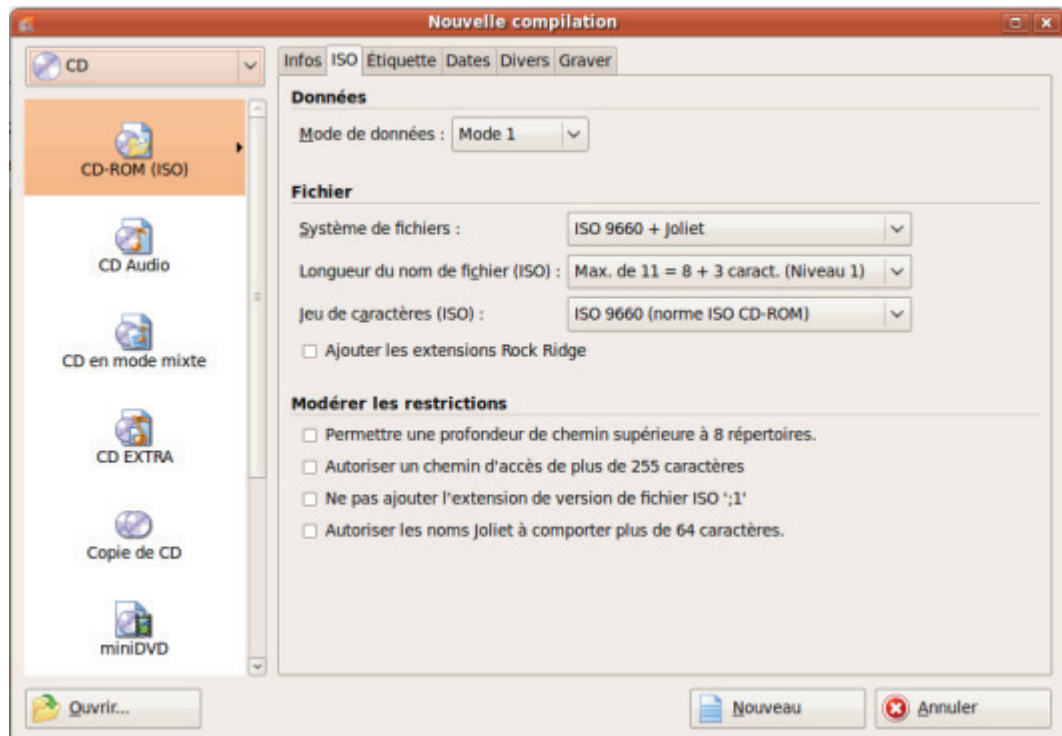 Nouvelle compilation
CD
CD-ROM (ISO)
CD Audio
CD en mode mixte
CD EXTRA
Copie de CD
miniDVD
Infos ISO Étiquette Dates Divers Graver
Données
Mode de données : Mode 1
Fichier
Système de fichiers : ISO 9660 + Joliet
Longueur du nom de fichier (ISO) : Max. de 11 = 8 + 3 caract. (Niveau 1)
Jeu de caractères (ISO) : ISO 9660 (norme ISO CD-ROM)
Ajouter les extensions Rock Ridge
Modérer les restrictions
Permettre une profondeur de chemin supérieure à 8 répertoires.
Autoriser un chemin d'accès de plus de 255 caractères
Ne pas ajouter l'extension de version de fichier ISO ';1'
Autoriser les noms Joliet à comporter plus de 64 caractères.
Ouvrir... Nouveau Annuler